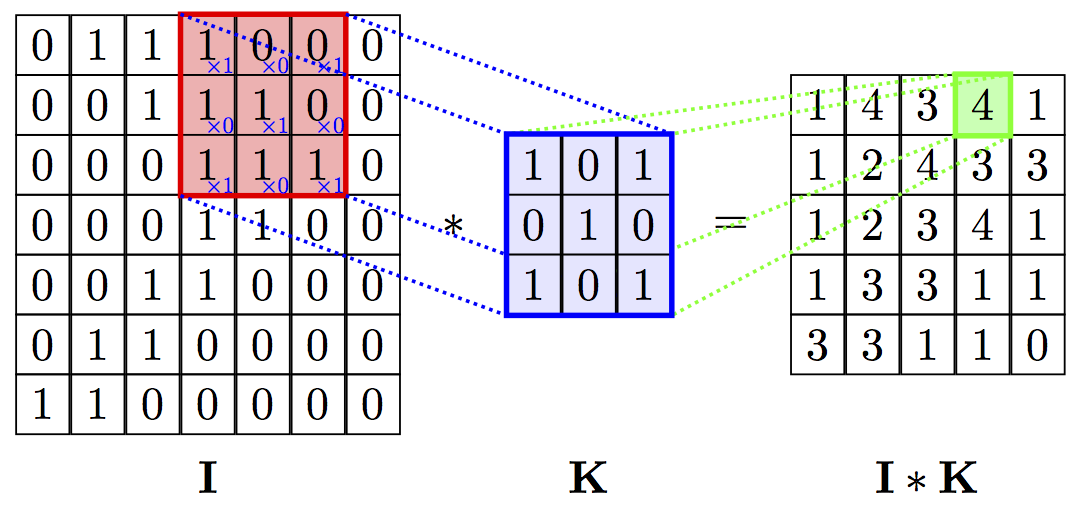 0 1 1 1 0 0 0
×1 ×0 ×1
0 0 1 1 1 0 0
×0 ×1 ×0
0 0 0 1 1 1 0
×1 ×0 ×1
0 0 0 1 1 0 0
0 0 1 1 0 0 0
0 1 1 0 0 0 0
1 1 0 0 0 0 0
I
*
1 0 1
0 1 0
1 0 1
K
=
1 4 3 4 1
1 2 4 3 3
1 2 3 4 1
1 3 3 1 1
3 3 1 1 0
I * K